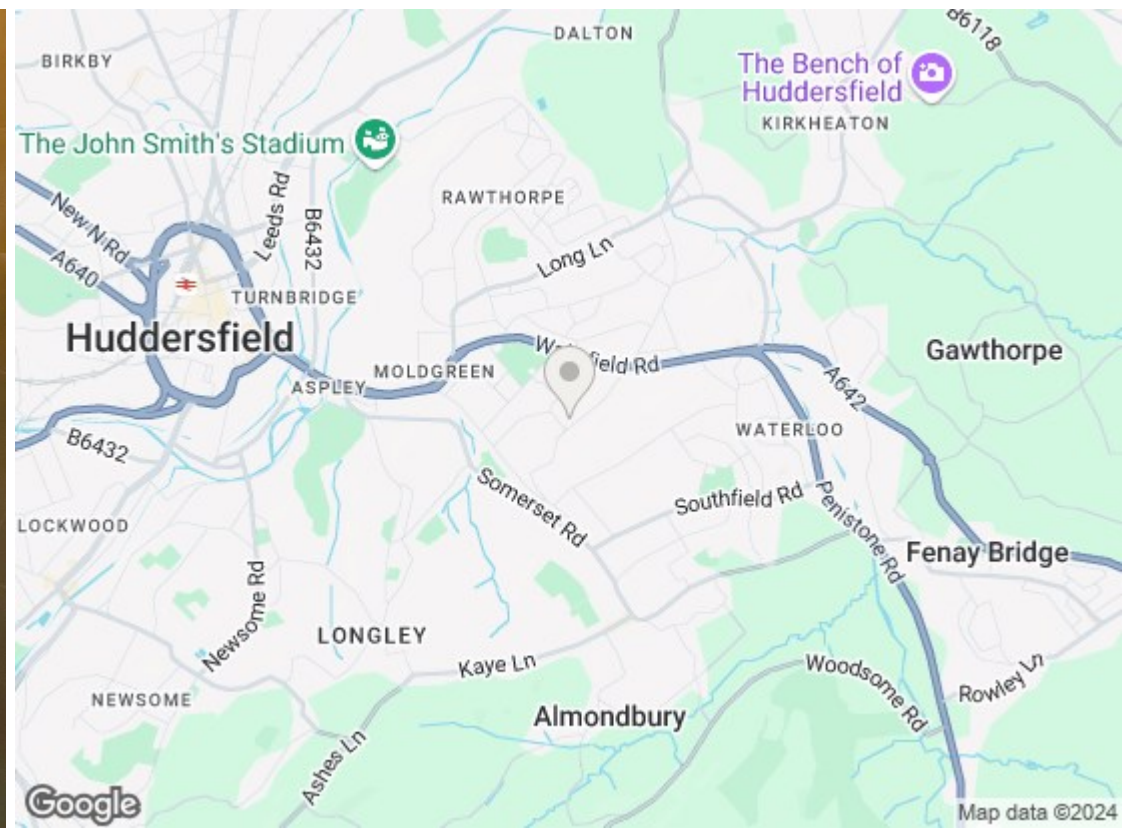 B6118
DALTON
BIRKBY
The Bench of
Huddersfield
KIRKHEATON
The John Smith's Stadium
Leeds Rd
B6432
New N Rd
A640
RAWTHORPE
Long Ln
TURNBRIDGE
Huddersfield
Gawthorpe
MOLDGREEN
ASPLEY
field Rd
A642
WATERLOO
B6432
Somerset Rd
Southfield Rd
Penistone Rd
LOCKWOOD
Fenay Bridge
Newsome Rd
LONGLEY
Kaye Ln
Woodsome Rd
Rowley Ln
NEWSOME
Almondbury
Ashes Ln
Google
Map data ©2024